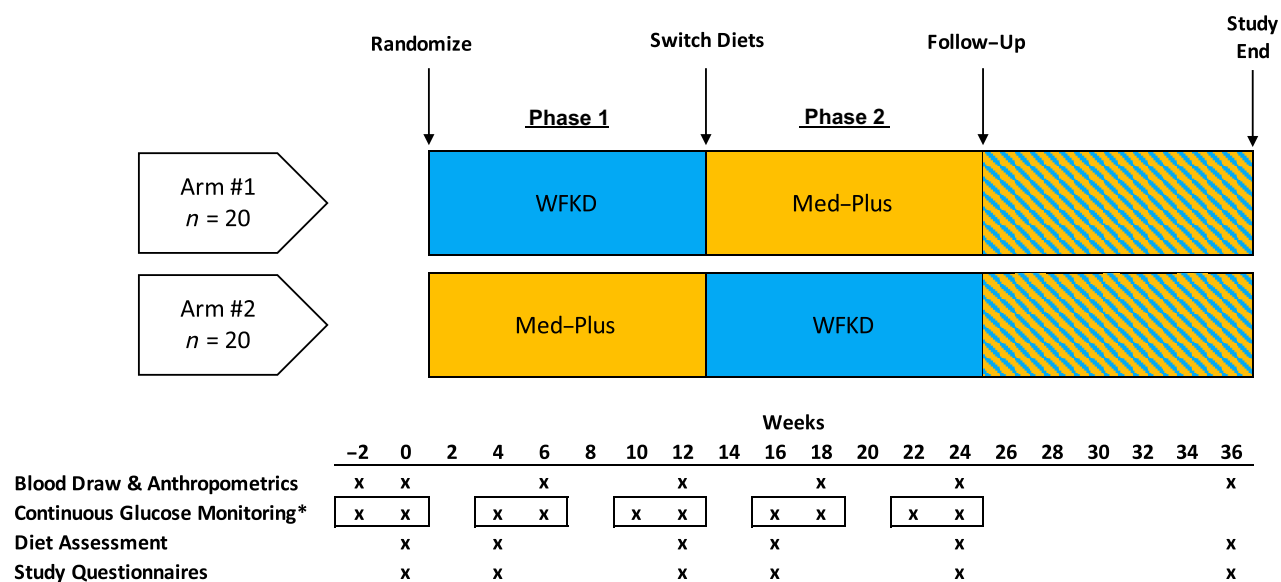 Study
End
Randomize Switch Diets Follow–Up
Phase 1 Phase 2
Arm #1
n = 20
WFKD Med–Plus
Arm #2
n = 20
Med–Plus WFKD
Weeks
–2 0 2 4 6 8 10 12 14 16 18 20 22 24 26 28 30 32 34 36
Blood Draw & Anthropometrics x x x x x x x
Continuous Glucose Monitoring* x x x x x x x x x x
Diet Assessment x x x x x x
Study Questionnaires x x x x x x